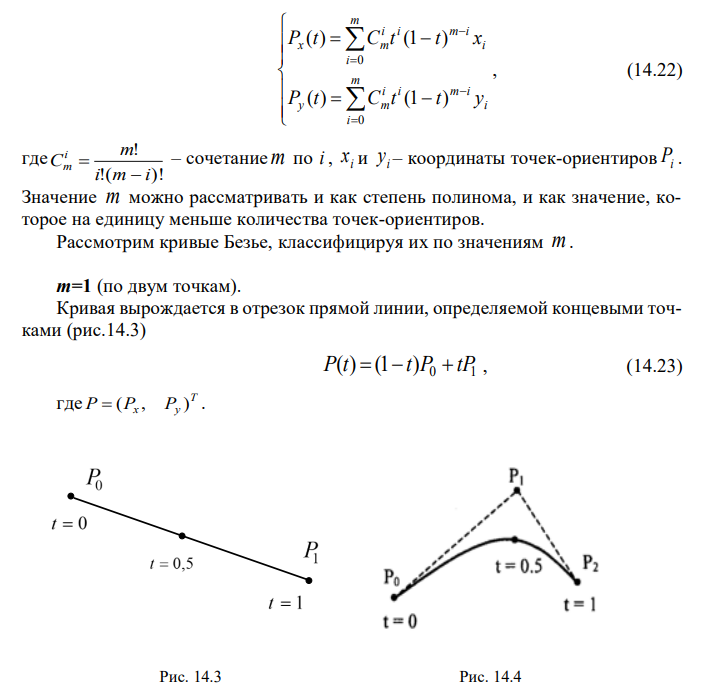 P_x(t) = \sum_{i=0}^{m} C_m^i t^i (1-t)^{m-i} x_i
P_y(t) = \sum_{i=0}^{m} C_m^i t^i (1-t)^{m-i} y_i , (14.22)
где C_m^i = \frac{m!}{i!(m-i)!} – сочетание m по i , x_i и y_i – координаты точек-ориентиров P_i .
Значение m можно рассматривать и как степень полинома, и как значение, ко-
торое на единицу меньше количества точек-ориентиров.
Рассмотрим кривые Безье, классифицируя их по значениям m .
m=1 (по двум точкам).
Кривая вырождается в отрезок прямой линии, определяемой концевыми точ-
ками (рис.14.3)
P(t) = (1-t)P_0 + tP_1 , (14.23)
где P = (P_x, P_y)^T .
P_0
t = 0
t = 0,5
P_1
t = 1
Рис. 14.3
P_1
P_0
t = 0
t = 0.5
P_2
t = 1
Рис. 14.4